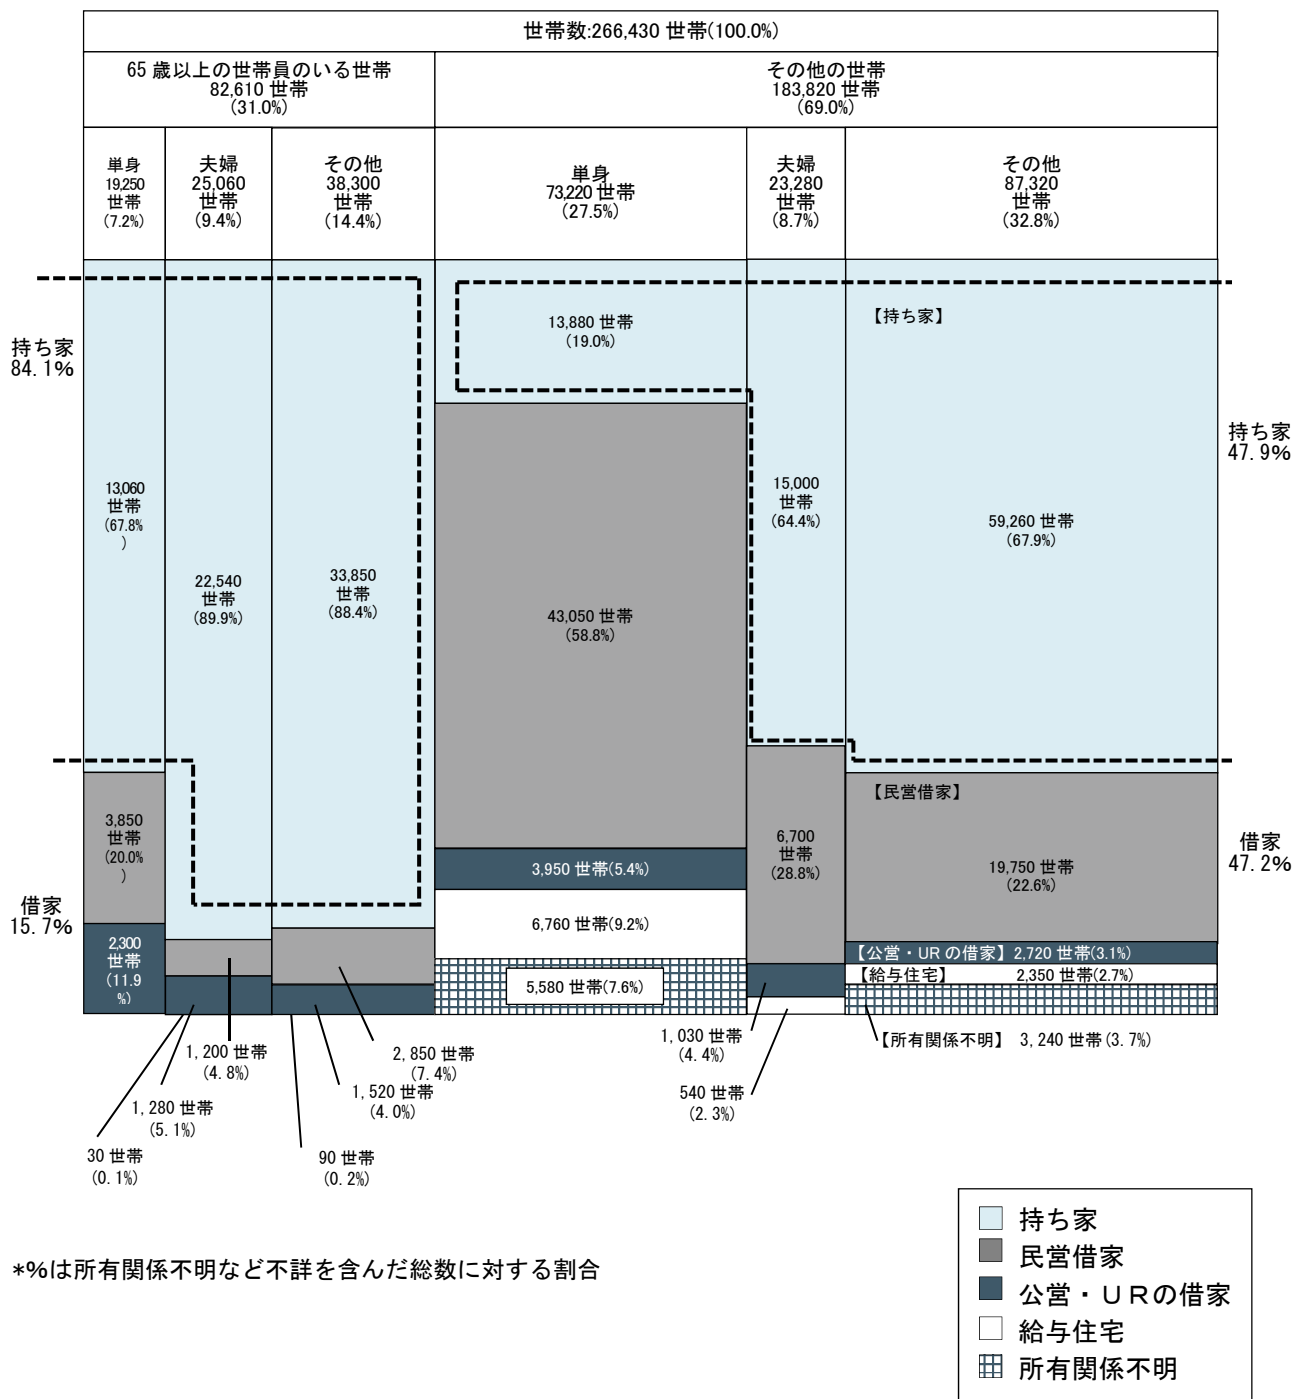 世帯数:266,430 世帯(100.0%)
65 歳以上の世帯員のいる世帯
82,610 世帯
(31.0%)
その他の世帯
183,820 世帯
(69.0%)
単身
19,250
世帯
(7.2%)
夫婦
25,060
世帯
(9.4%)
その他
38,300
世帯
(14.4%)
単身
73,220 世帯
(27.5%)
夫婦
23,280
世帯
(8.7%)
その他
87,320
世帯
(32.8%)
持ち家
84.1%
13,880 世帯
(19.0%)
【持ち家】
持ち家
47.9%
13,060
世帯
(67.8%
)
22,540
世帯
(89.9%)
33,850
世帯
(88.4%)
43,050 世帯
(58.8%)
15,000
世帯
(64.4%)
59,260 世帯
(67.9%)
【民営借家】
3,850
世帯
(20.0%
)
6,700
世帯
(28.8%)
19,750 世帯
(22.6%)
借家
47.2%
借家
15.7%
2,300
世帯
(11.9
%)
3,950 世帯(5.4%)
6,760 世帯(9.2%)
5,580 世帯(7.6%)
【公営・UR の借家】2,720 世帯(3.1%)
【給与住宅】 2,350 世帯(2.7%)
【所有関係不明】 3,240 世帯(3.7%)
1,200 世帯
(4.8%)
2,850 世帯
(7.4%)
1,030 世帯
(4.4%)
1,280 世帯
(5.1%)
1,520 世帯
(4.0%)
540 世帯
(2.3%)
30 世帯
(0.1%)
90 世帯
(0.2%)
*%は所有関係不明など不詳を含んだ総数に対する割合
持ち家
民営借家
公営・ＵＲの借家
給与住宅
所有関係不明